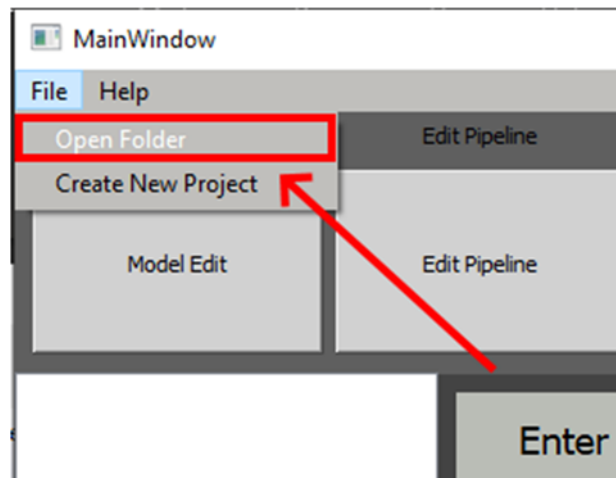 MainWindow
File Help
Open Folder
Edit Pipeline
Create New Project
Model Edit
Edit Pipeline
Enter